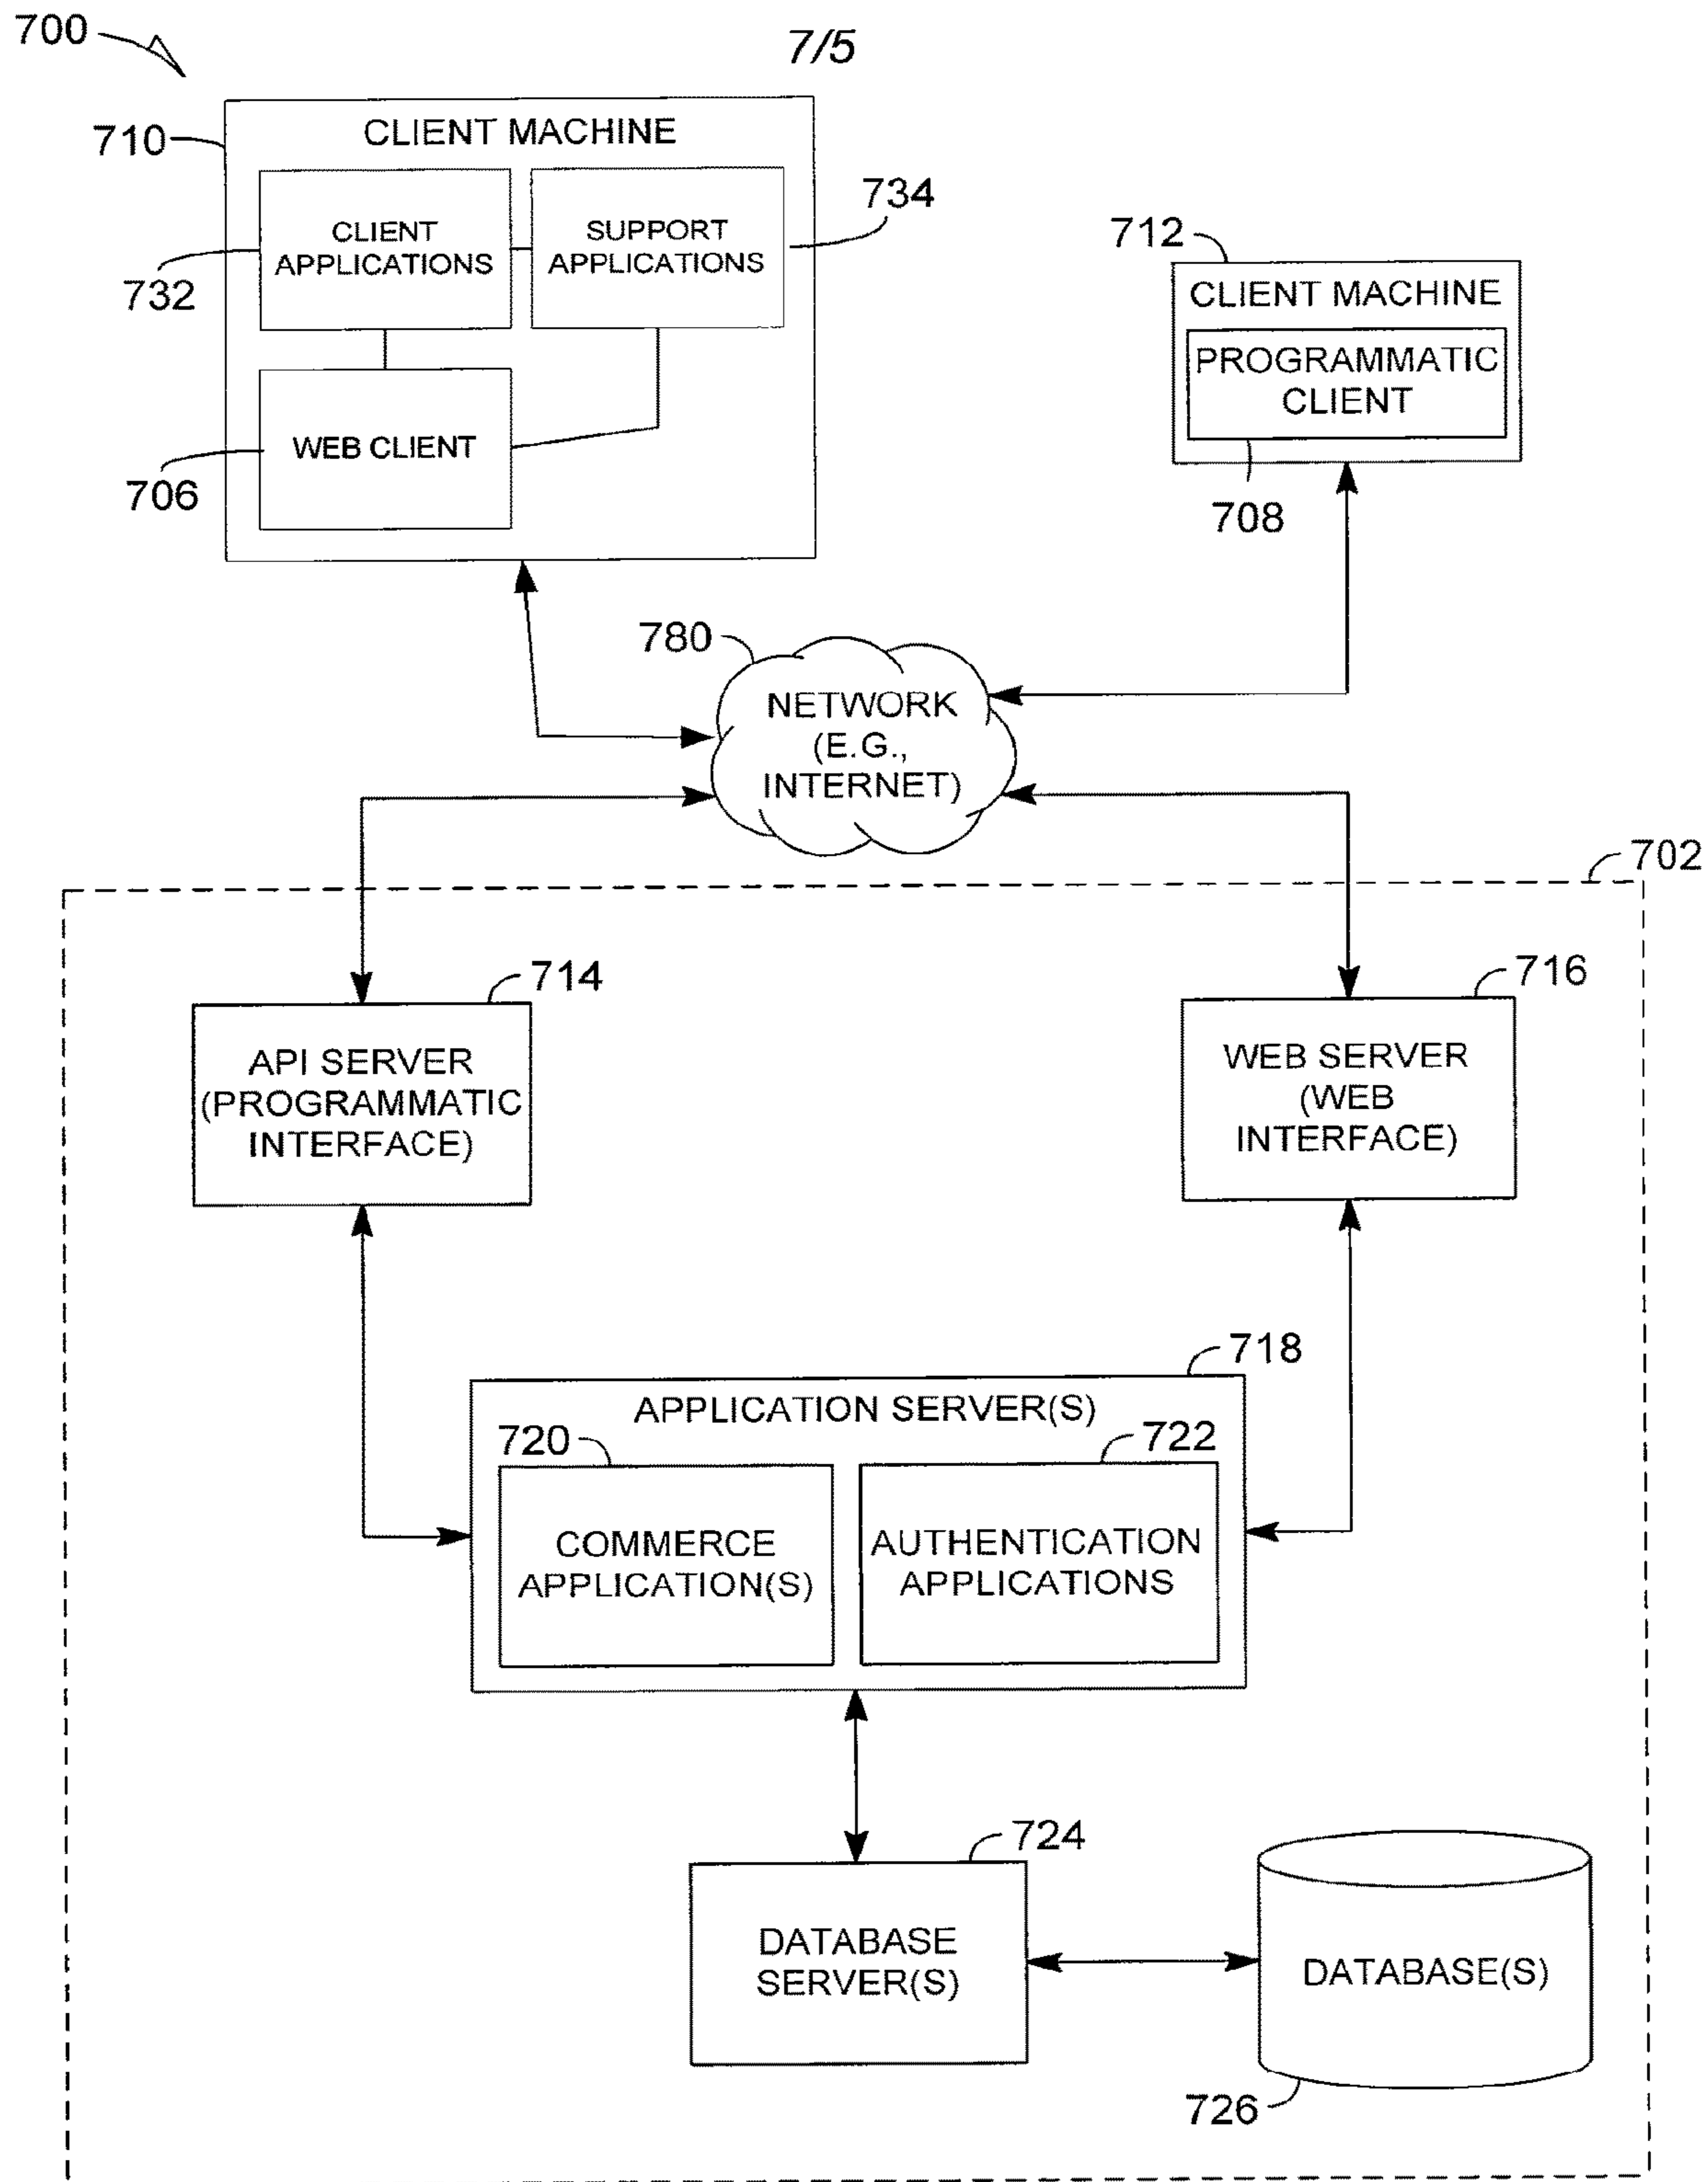 700
7/5
710
CLIENT MACHINE
CLIENT
APPLICATIONS
732
SUPPORT
APPLICATIONS
734
WEB CLIENT
706
712
CLIENT MACHINE
PROGRAMMATIC
CLIENT
708
780
NETWORK
(E.G.,
INTERNET)
702
714
API SERVER
(PROGRAMMATIC
INTERFACE)
716
WEB SERVER
(WEB
INTERFACE)
718
APPLICATION SERVER(S)
720
COMMERCE
APPLICATION(S)
722
AUTHENTICATION
APPLICATIONS
724
DATABASE
SERVER(S)
DATABASE(S)
726